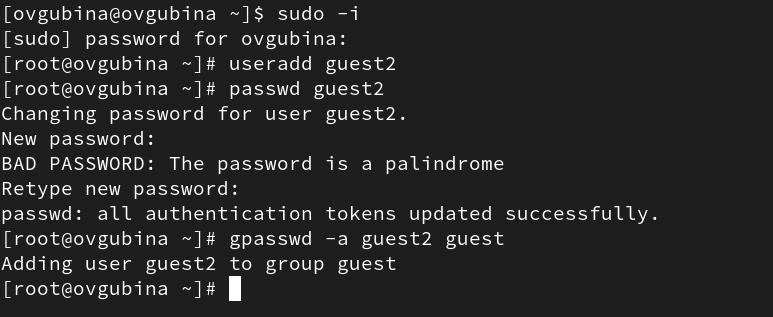 [ovgubina@ovgubina ~]$ sudo -i
[sudo] password for ovgubina:
[root@ovgubina ~]# useradd guest2
[root@ovgubina ~]# passwd guest2
Changing password for user guest2.
New password:
BAD PASSWORD: The password is a palindrome
Retype new password:
passwd: all authentication tokens updated successfully.
[root@ovgubina ~]# gpasswd -a guest2 guest
Adding user guest2 to group guest
[root@ovgubina ~]#